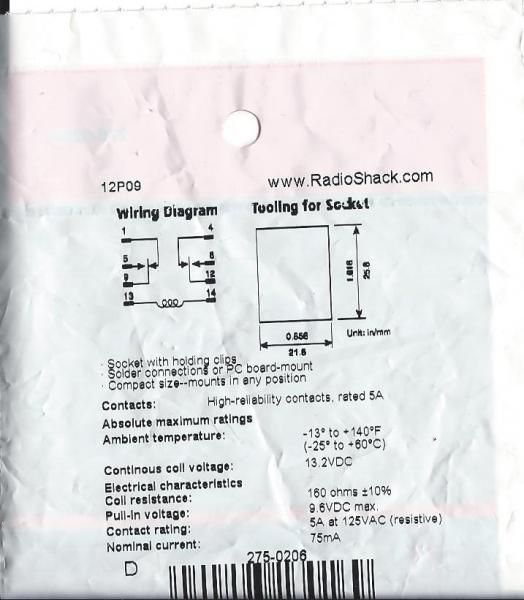 12P09
www.RadioShack.com
Wiring Diagram
Tooling for Socket
1 4
5 8
9 12
13 14
1.016
25.8
0.856
21.6
Unit: in/mm
· Socket with holding clips
· Solder connections or PC board-mount
· Compact size--mounts in any position
Contacts: High-reliability contacts, rated 5A
Absolute maximum ratings
Ambient temperature: -13° to +140°F
(-25° to +60°C)
Continous coil voltage: 13.2VDC
Electrical characteristics
Coil resistance: 160 ohms ±10%
Pull-in voltage: 9.6VDC max.
Contact rating: 5A at 125VAC (resistive)
Nominal current: 75mA
275-0206
D